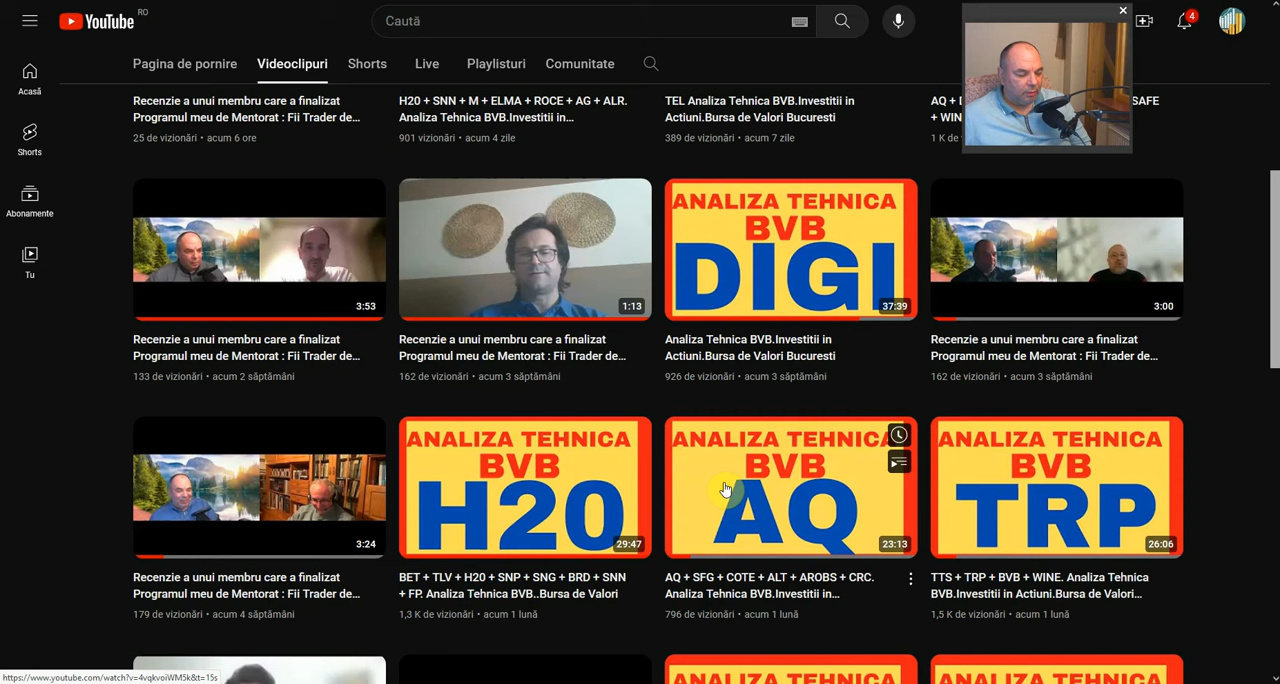 YouTube
RO
Caută
4
Acasă
Shorts
Abonamente
Tu
Pagina de pornire
Videoclipuri
Shorts
Live
Playlisturi
Comunitate
Recenzie a unui membru care a finalizat
Programul meu de Mentorat : Fii Trader de...
25 de vizionări • acum 6 ore
H20 + SNN + M + ELMA + ROCE + AG + ALR.
Analiza Tehnica BVB.Investitii in...
901 vizionări • acum 4 zile
TEL Analiza Tehnica BVB.Investitii in
Actiuni.Bursa de Valori Bucuresti
389 de vizionări • acum 7 zile
SAFE
1 K de
3:53
Recenzie a unui membru care a finalizat
Programul meu de Mentorat : Fii Trader de...
133 de vizionări • acum 2 săptămâni
1:13
Recenzie a unui membru care a finalizat
Programul meu de Mentorat : Fii Trader de...
162 de vizionări • acum 3 săptămâni
ANALIZA TEHNICA
BVB
DIGI
37:39
Analiza Tehnica BVB.Investitii in
Actiuni.Bursa de Valori Bucuresti
926 de vizionări • acum 3 săptămâni
3:00
Recenzie a unui membru care a finalizat
Programul meu de Mentorat : Fii Trader de...
162 de vizionări • acum 3 săptămâni
3:24
Recenzie a unui membru care a finalizat
Programul meu de Mentorat : Fii Trader de...
179 de vizionări • acum 4 săptămâni
ANALIZA TEHNICA
BVB
H20
29:47
BET + TLV + H20 + SNP + SNG + BRD + SNN
+ FP. Analiza Tehnica BVB..Bursa de Valori
1,3 K de vizionări • acum 1 lună
ANALIZA TEHNICA
BVB
AQ
23:13
AQ + SFG + COTE + ALT + AROBS + CRC.
Analiza Tehnica BVB.Investitii in...
796 de vizionări • acum 1 lună
ANALIZA TEHNICA
BVB
TRP
26:06
TTS + TRP + BVB + WINE. Analiza Tehnica
BVB.Investitii in Actiuni.Bursa de Valori...
1,5 K de vizionări • acum 1 lună
https://www.youtube.com/watch?v=4vqkvoiWM5k&t=15s